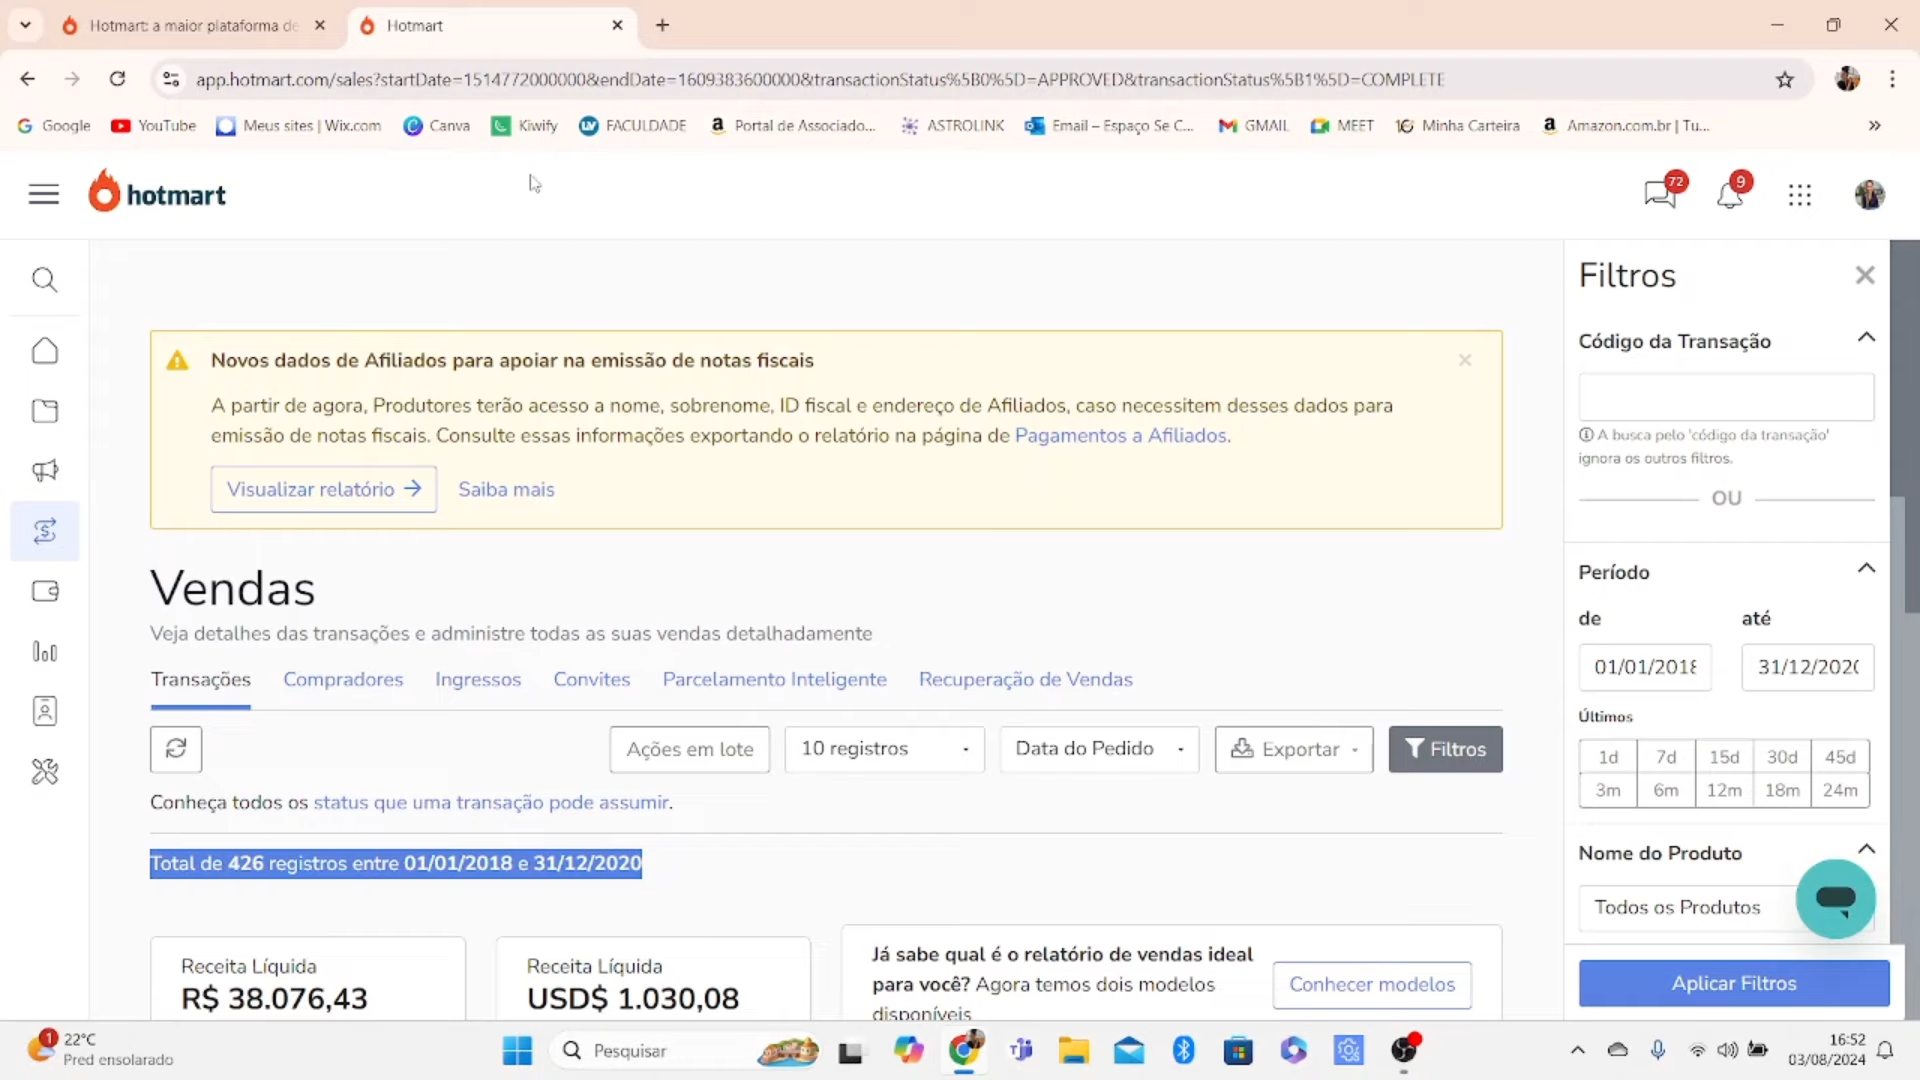 Hotmart: a maior plataforma de
Hotmart
app.hotmart.com/sales?startDate=1514772000000&endDate=1609383600000&transactionStatus%5B0%5D=APPROVED&transactionStatus%5B1%5D=COMPLETE
Google
YouTube
Meus sites | Wix.com
Canva
Kiwify
FACULDADE
Portal de Associado...
ASTROLINK
Email – Espaço Se C...
GMAIL
MEET
Minha Carteira
Amazon.com.br | Tu...
hotmart
72
9
Novos dados de Afiliados para apoiar na emissão de notas fiscais
A partir de agora, Produtores terão acesso a nome, sobrenome, ID fiscal e endereço de Afiliados, caso necessitem desses dados para
emissão de notas fiscais. Consulte essas informações exportando o relatório na página de Pagamentos a Afiliados.
Visualizar relatório
Saiba mais
Vendas
Veja detalhes das transações e administre todas as suas vendas detalhadamente
Transações
Compradores
Ingressos
Convites
Parcelamento Inteligente
Recuperação de Vendas
Ações em lote
10 registros
Data do Pedido
Exportar
Filtros
Conheça todos os status que uma transação pode assumir.
Total de 426 registros entre 01/01/2018 e 31/12/2020
Receita Líquida
R$ 38.076,43
Receita Líquida
USD$ 1.030,08
Já sabe qual é o relatório de vendas ideal
para você? Agora temos dois modelos
disponíveis
Conhecer modelos
Filtros
Código da Transação
A busca pelo 'código da transação'
ignora os outros filtros.
OU
Período
de
até
01/01/2018
31/12/2020
Últimos
1d 7d 15d 30d 45d
3m 6m 12m 18m 24m
Nome do Produto
Todos os Produtos
Aplicar Filtros
1
22°C
Pred ensolarado
Pesquisar
16:52
03/08/2024